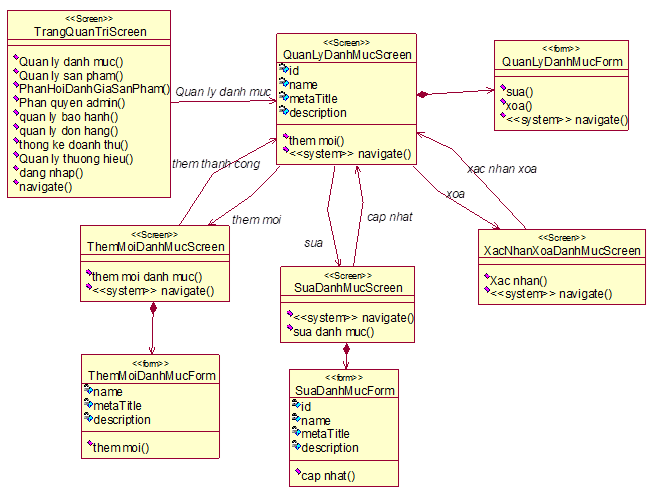 <<Screen>>
TrangQuanTriScreen
Quan ly danh muc()
Quan ly san pham()
PhanHoiDanhGiaSanPham()
Phan quyen admin()
quan ly bao hanh()
quan ly don hang()
thong ke doanh thu()
Quan ly thuong hieu()
dang nhap()
navigate()
Quan ly danh muc
<<Screen>>
QuanLyDanhMucScreen
id
name
metaTitle
description
them moi()
<<system>> navigate()
<<form>>
QuanLyDanhMucForm
sua()
xoa()
<<system>> navigate()
them thanh cong
them moi
sua
cap nhat
xoa
xac nhan xoa
<<Screen>>
ThemMoiDanhMucScreen
them moi danh muc()
<<system>> navigate()
<<Screen>>
SuaDanhMucScreen
<<system>> navigate()
sua danh muc()
<<Screen>>
XacNhanXoaDanhMucScreen
Xac nhan()
<<system>> navigate()
<<form>>
ThemMoiDanhMucForm
name
metaTitle
description
them moi()
<<form>>
SuaDanhMucForm
id
name
metaTitle
description
cap nhat()